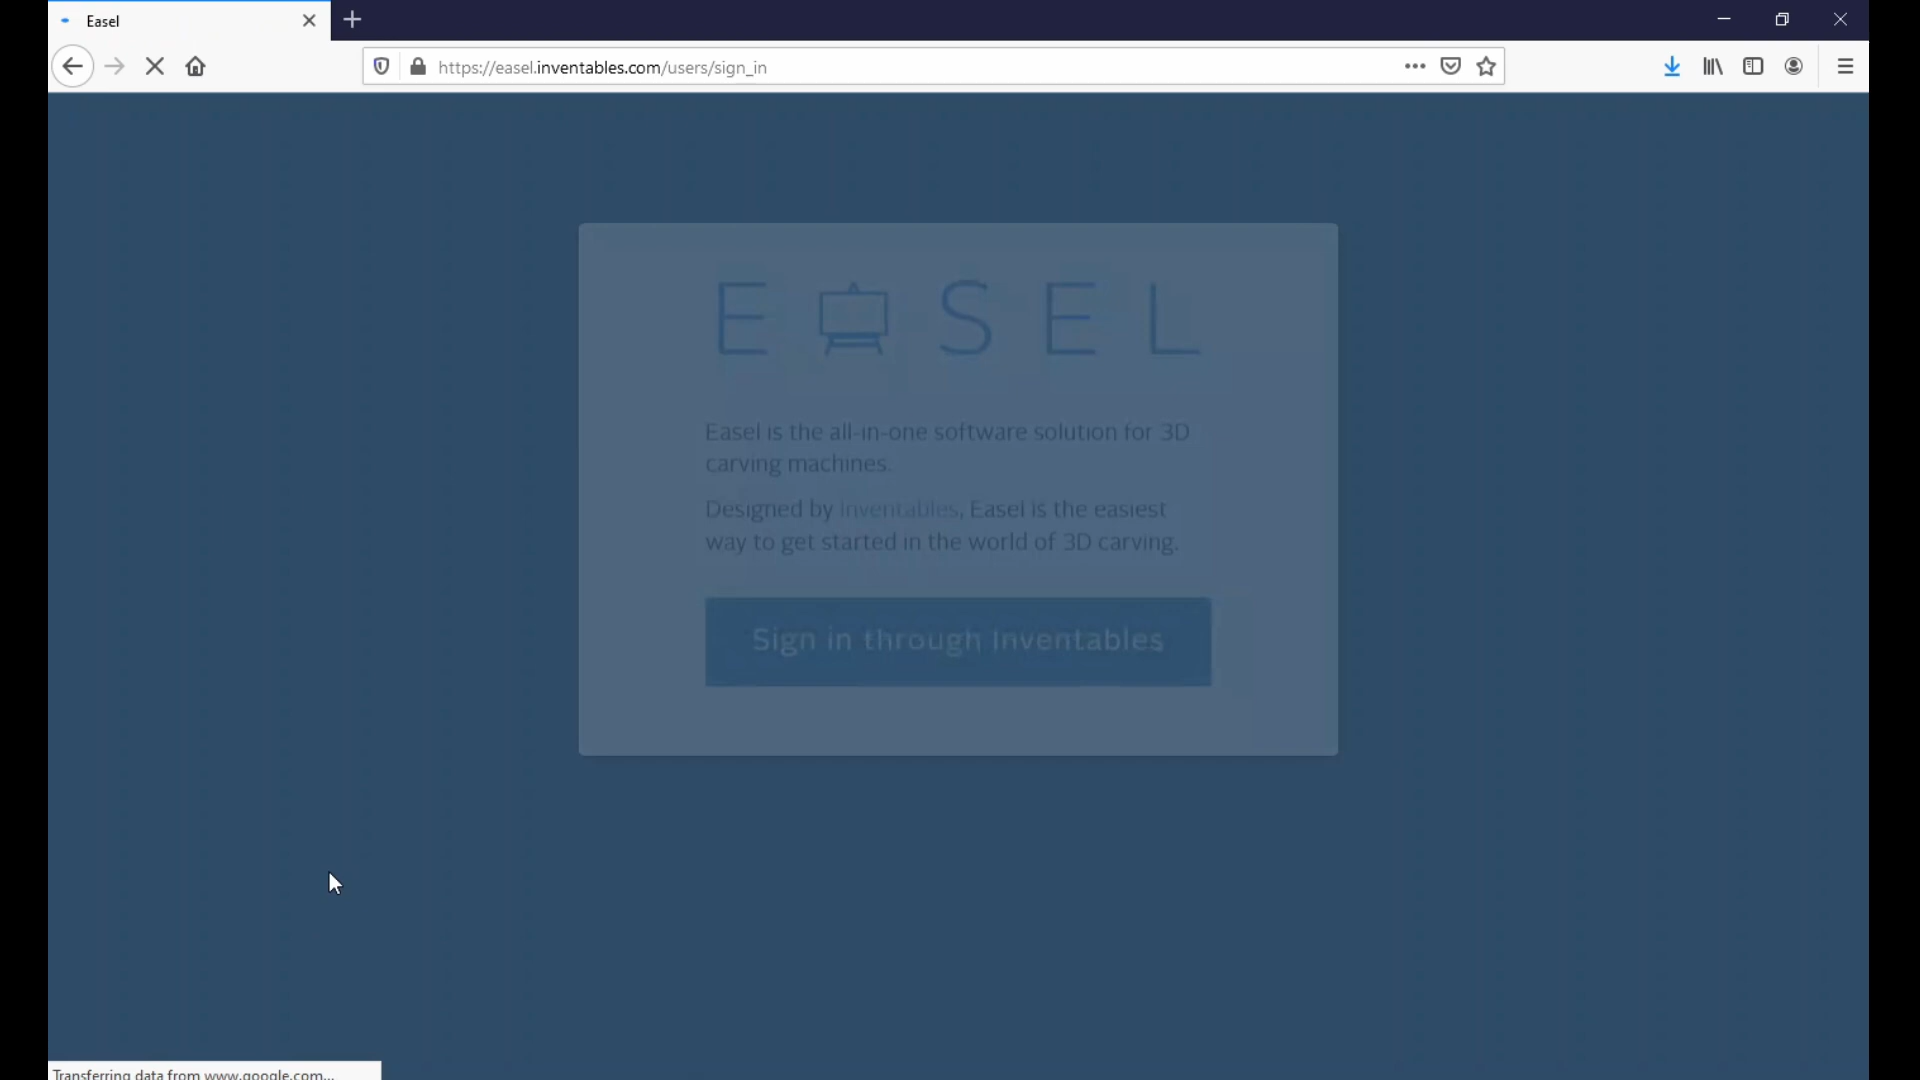 Easel
https://easel.inventables.com/users/sign_in
E SEL
Easel is the all-in-one software solution for 3D
carving machines.
Designed by Inventables, Easel is the easiest
way to get started in the world of 3D carving.
Sign in through Inventables
Transferring data from www.google.com...